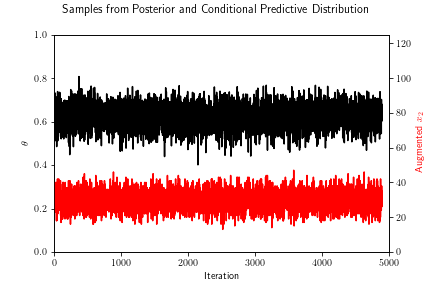 Samples from Posterior and Conditional Predictive Distribution
1.0
0.8
0.6
0.4
0.2
0.0
θ
120
100
80
60
40
20
0
Augmented x₂
0 1000 2000 3000 4000 5000
Iteration